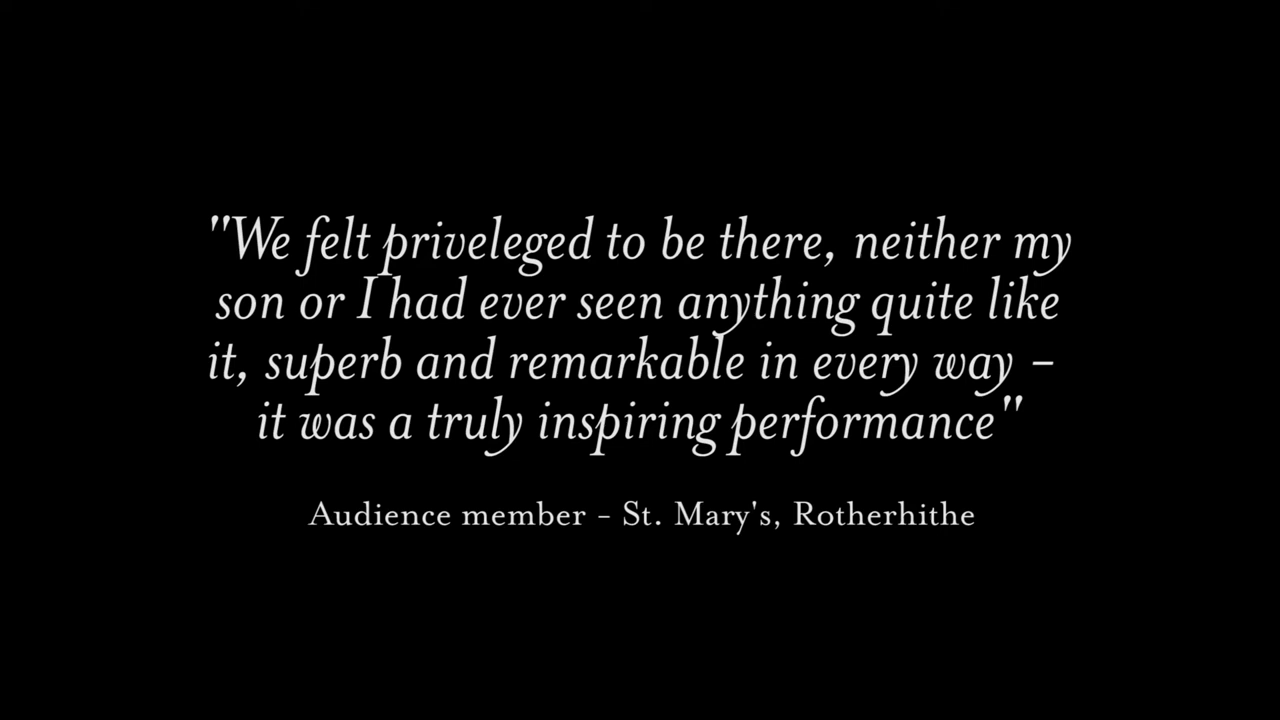 "We felt priveleged to be there, neither my
son or I had ever seen anything quite like
it, superb and remarkable in every way –
it was a truly inspiring performance"
Audience member – St. Mary's, Rotherhithe